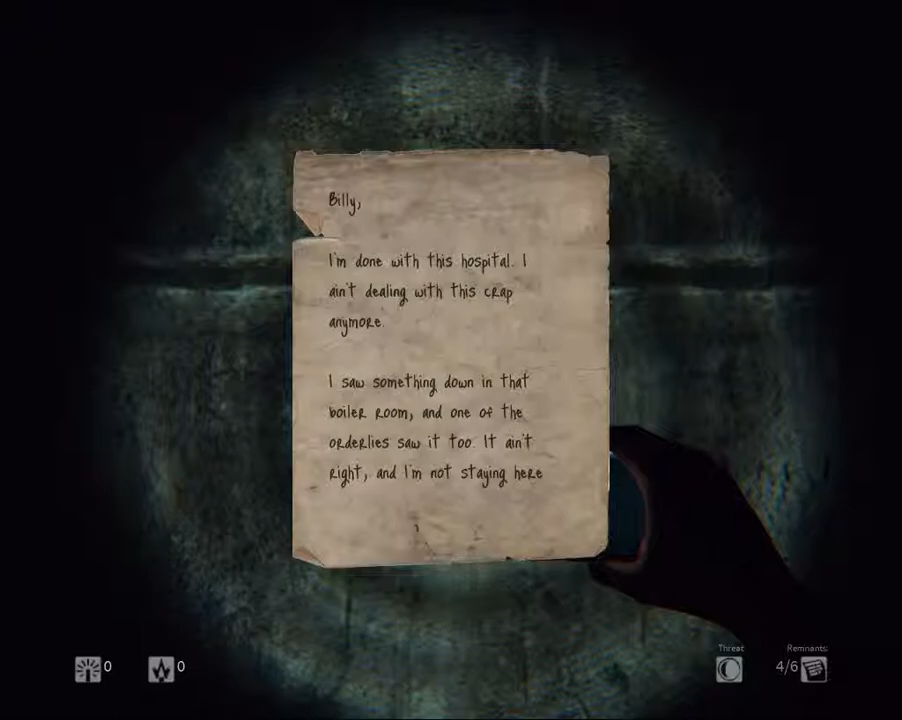 Billy,
I'm done with this hospital. I
ain't dealing with this crap
anymore.
I saw something down in that
boiler room, and one of the
orderlies saw it too. It ain't
right, and I'm not staying here
Threat
Remnants:
0
0
4/6